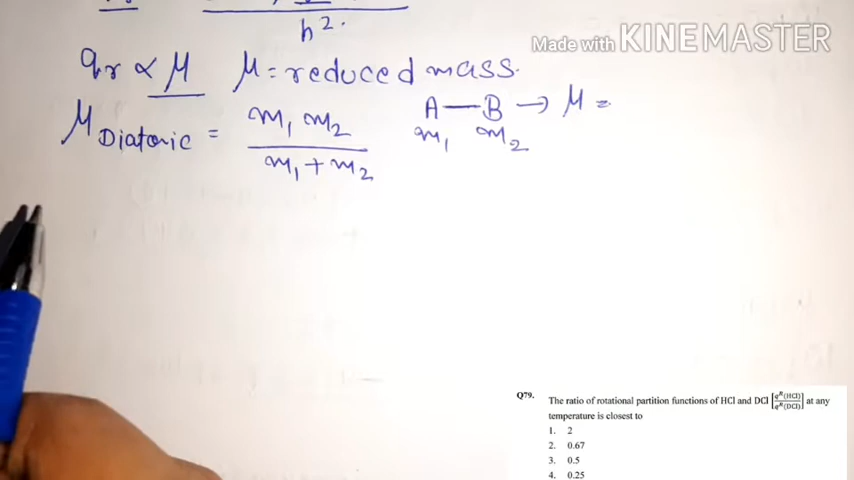 h².
Made with KINEMASTER
qr ∝ μ μ = reduced mass.
A — B → μ =
m₁ m₂
μ Diatomic = m₁ m₂ / m₁ + m₂
Q79. The ratio of rotational partition functions of HCl and DCl [qᴿ(HCl)/qᴿ(DCl)] at any
temperature is closest to
1. 2
2. 0.67
3. 0.5
4. 0.25